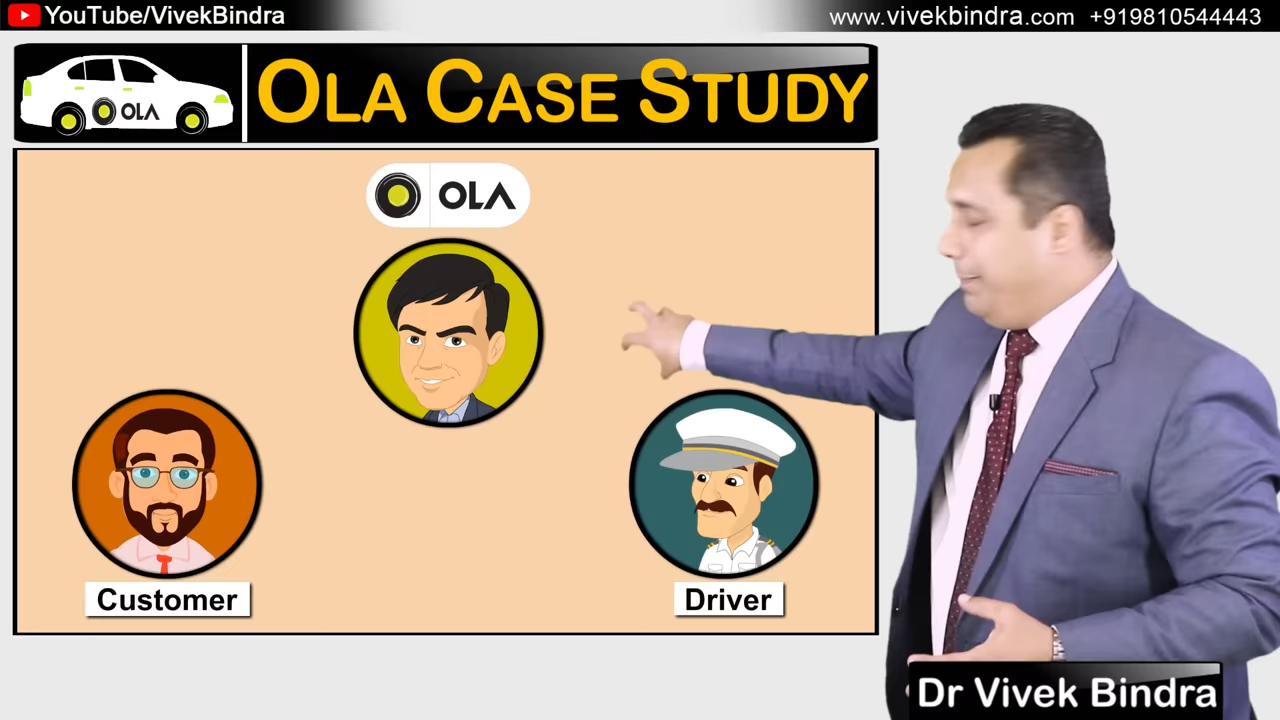 YouTube/VivekBindra
www.vivekbindra.com +919810544443
OLA
OLA CASE STUDY
OLA
Customer
Driver
Dr Vivek Bindra